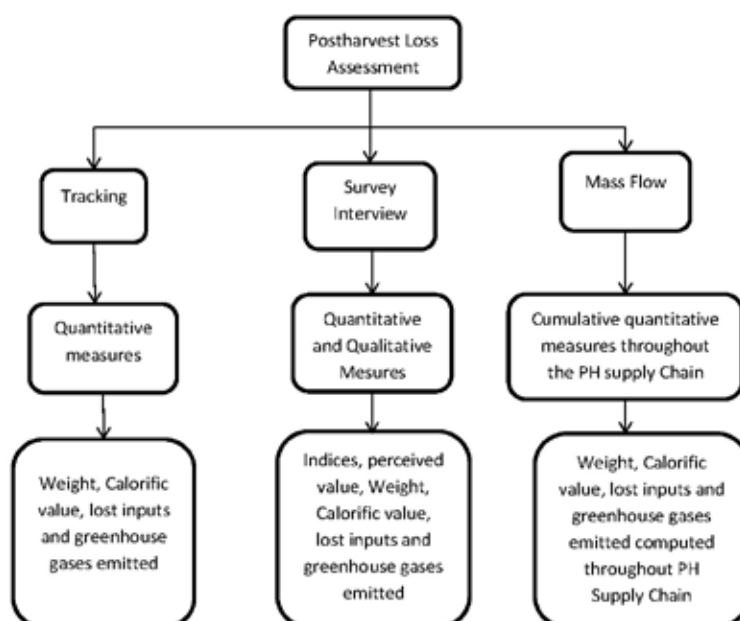 Postharvest Loss
Assessment
Tracking
Survey
Interview
Mass Flow
Quantitative
measures
Quantitative
and Qualitative
Mesures
Cumulative quantitative
measures throughout
the PH supply Chain
Weight, Calorific
value, lost inputs
and greenhouse
gases emitted
Indices, perceived
value, Weight,
Calorific value,
lost inputs and
greenhouse gases
emitted
Weight, Calorific
value, lost inputs and
greenhouse gases
emitted computed
throughout PH
Supply Chain